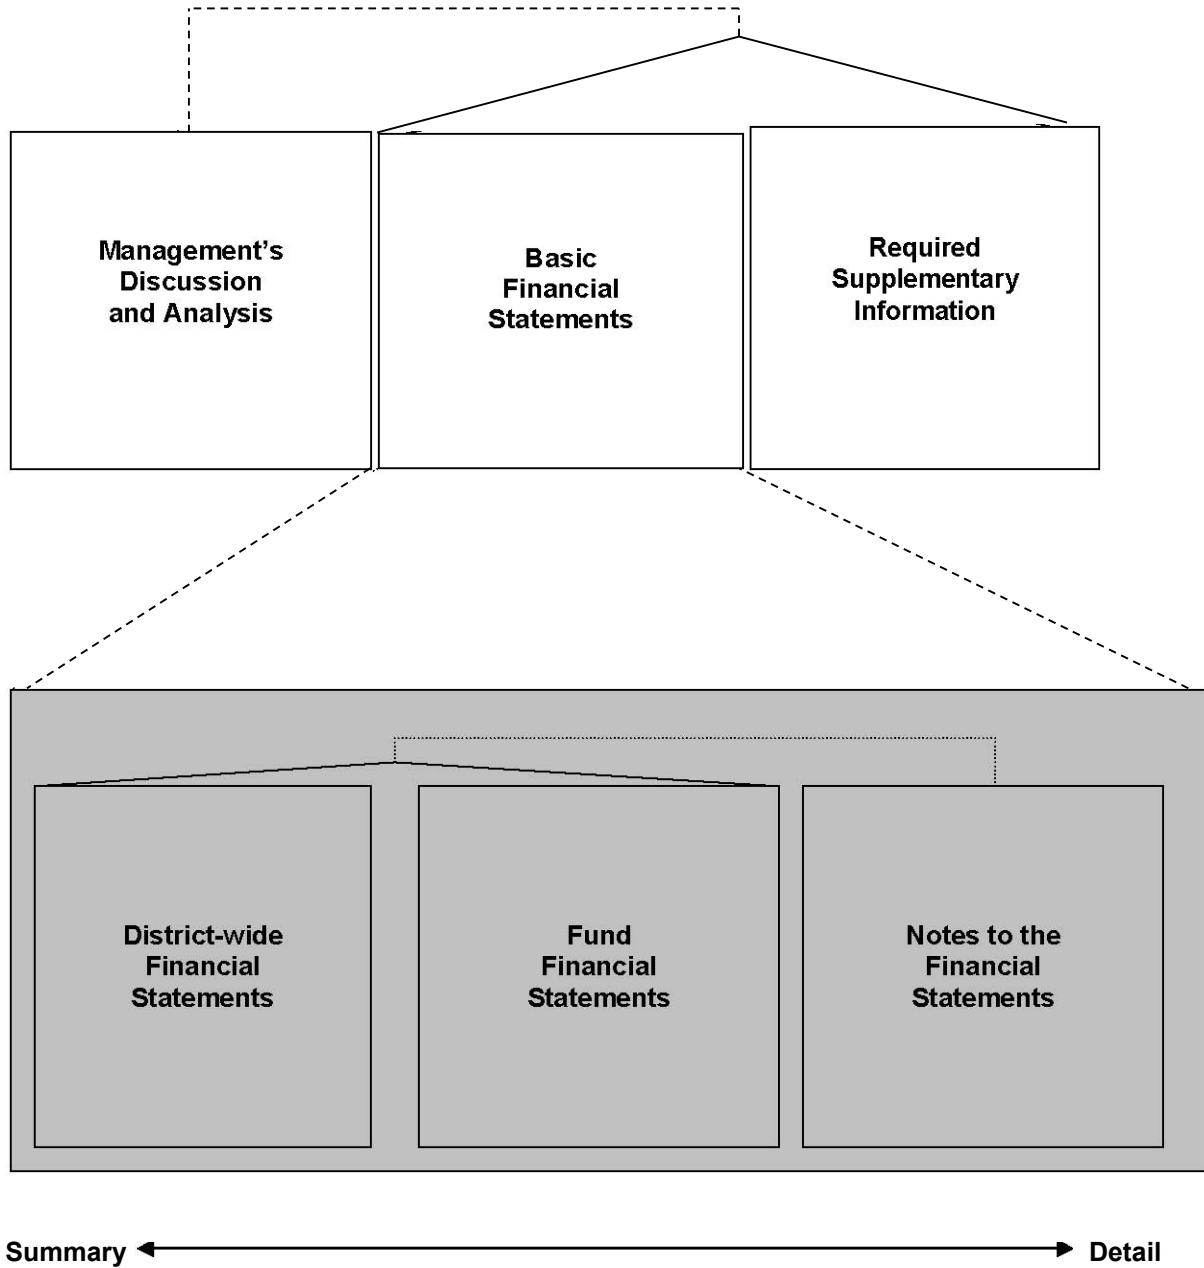 Management’s
Discussion
and Analysis
Basic
Financial
Statements
Required
Supplementary
Information
District-wide
Financial
Statements
Fund
Financial
Statements
Notes to the
Financial
Statements
Summary
Detail